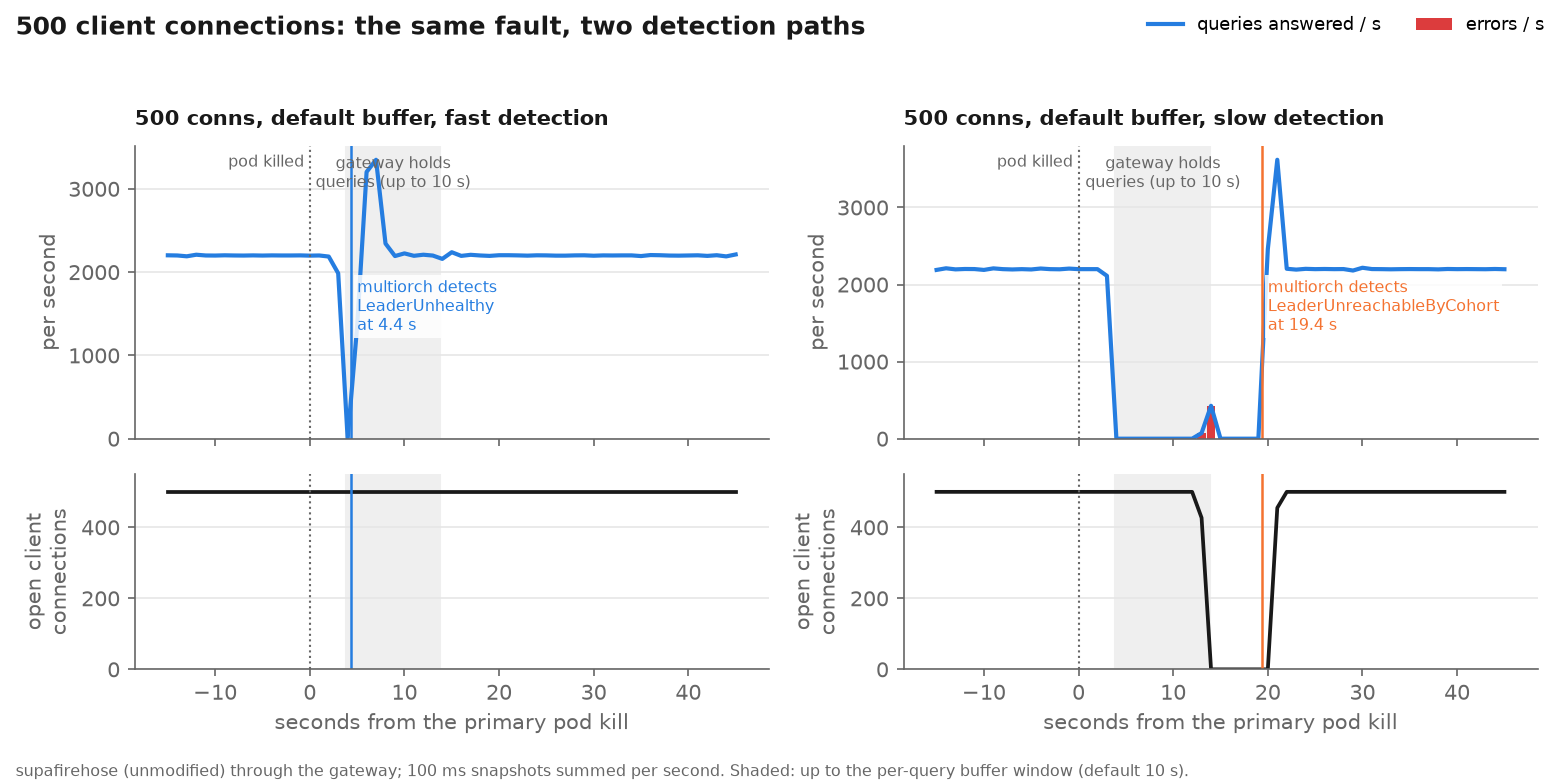 500 client connections: the same fault, two detection paths
queries answered / s
errors / s
500 conns, default buffer, fast detection
pod killed
gateway holds
queries (up to 10 s)
multiorch detects
LeaderUnhealthy
at 4.4 s
per second
3000
2000
1000
0
open client
connections
400
200
0
−10
0
10
20
30
40
seconds from the primary pod kill
500 conns, default buffer, slow detection
pod killed
gateway holds
queries (up to 10 s)
multiorch detects
LeaderUnreachableByCohort
at 19.4 s
per second
3000
2000
1000
0
open client
connections
400
200
0
−10
0
10
20
30
40
seconds from the primary pod kill
supafirehose (unmodified) through the gateway; 100 ms snapshots summed per second. Shaded: up to the per-query buffer window (default 10 s).